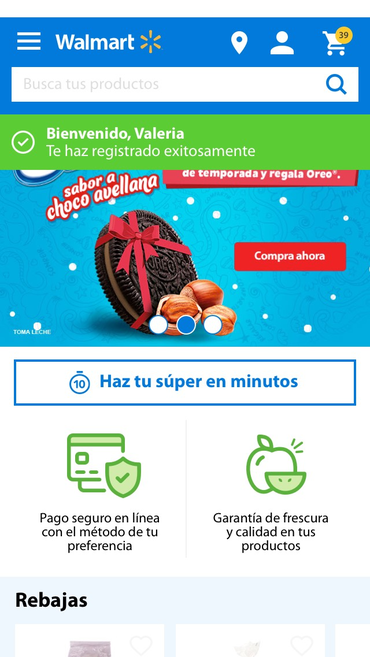 Walmart
39
Busca tus productos
Bienvenido, Valeria
Te haz registrado exitosamente
de temporada y regala Oreo®.
sabor a
choco avellana
Compra ahora
TOMA LECHE
10 Haz tu súper en minutos
Pago seguro en línea
con el método de tu
preferencia
Garantía de frescura
y calidad en tus
productos
Rebajas